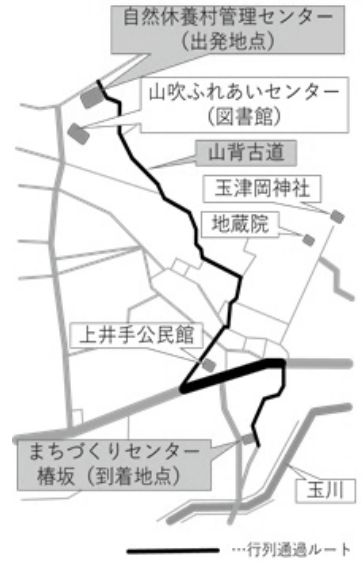 自然休養村管理センター
（出発地点）
山吹ふれあいセンター
（図書館）
山背古道
玉津岡神社
地蔵院
上井手公民館
まちづくりセンター
椿坂（到着地点）
玉川
…行列通過ルート